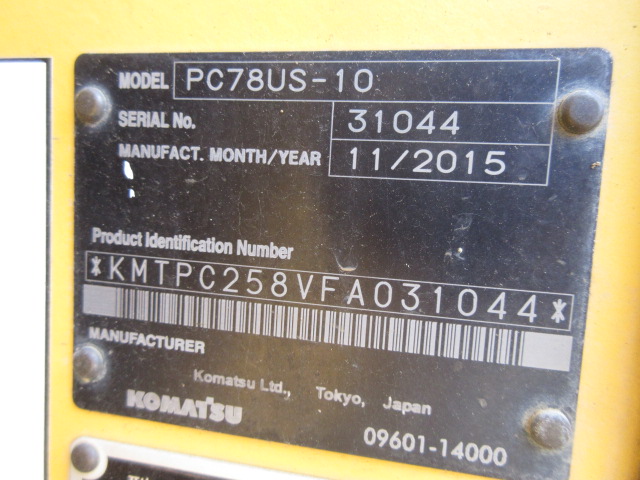 MODEL PC78US-10
SERIAL No. 31044
MANUFACT. MONTH/YEAR 11/2015
Product Identification Number
*KMTPC258VFA031044*
MANUFACTURER
Komatsu Ltd., Tokyo, Japan
KOMATSU
09601-14000